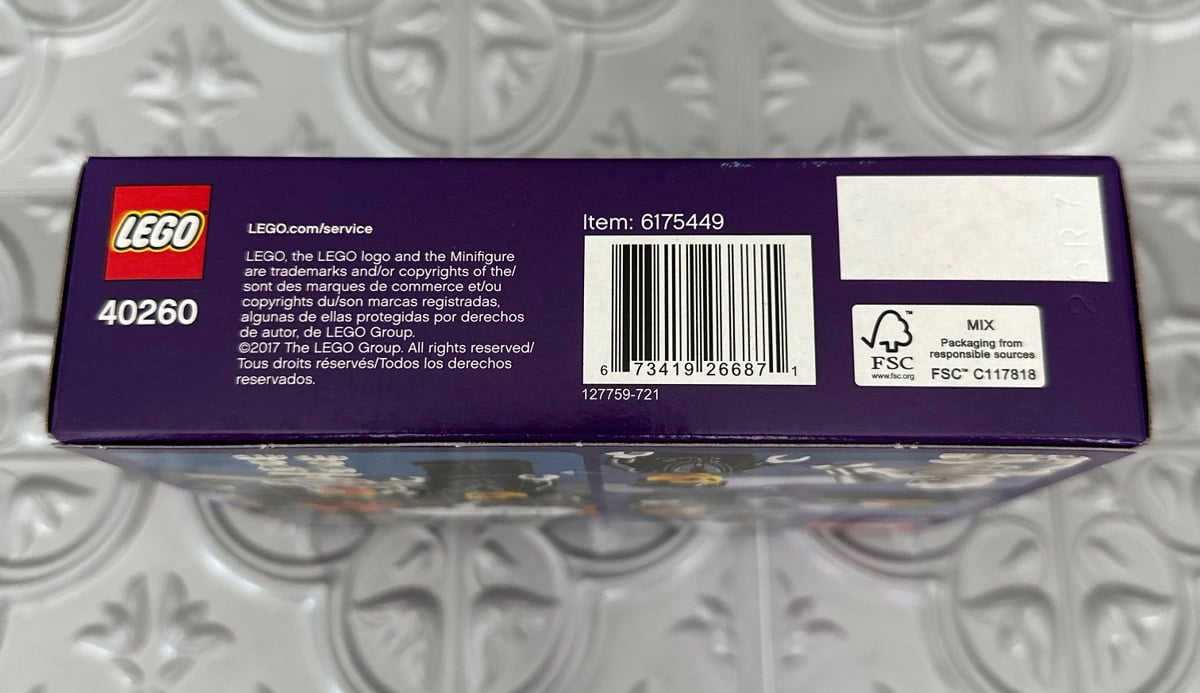 LEGO
40260
LEGO.com/service
LEGO, the LEGO logo and the Minifigure
are trademarks and/or copyrights of the/
sont des marques de commerce et/ou
copyrights du/son marcas registradas,
algunas de ellas protegidas por derechos
de autor, de LEGO Group.
©2017 The LEGO Group. All rights reserved/
Tous droits réservés/Todos los derechos
reservados.
Item: 6175449
6 73419 26687 1
127759-721
FSC™
www.fsc.org
MIX
Packaging from
responsible sources
FSC™ C117818